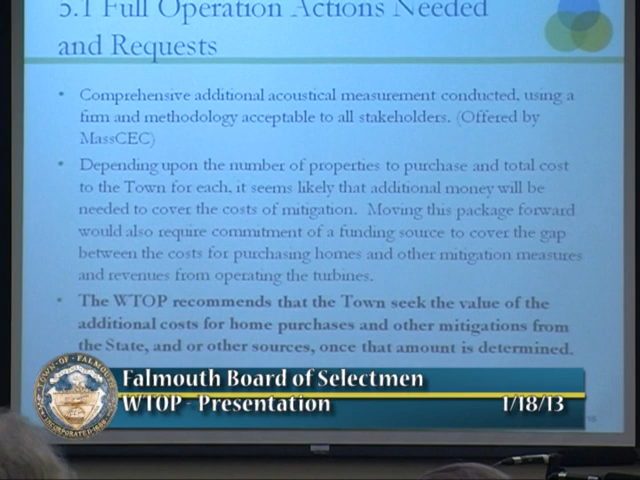 5.1 Full Operation Actions Needed
and Requests
• Comprehensive additional acoustical measurement conducted, using a
firm and methodology acceptable to all stakeholders. (Offered by
MassCEC)
• Depending upon the number of properties to purchase and total cost
to the Town for each, it seems likely that additional money will be
needed to cover the costs of mitigation. Moving this package forward
would also require commitment of a funding source to cover the gap
between the costs for purchasing homes and other mitigation measures
and revenues from operating the turbines.
• The WTOP recommends that the Town seek the value of the
additional costs for home purchases and other mitigations from
the State, and or other sources, once that amount is determined.
TOWN·OF·FALMOUTH
INCORPORATED 1686
Falmouth Board of Selectmen
WTOP - Presentation 1/18/13